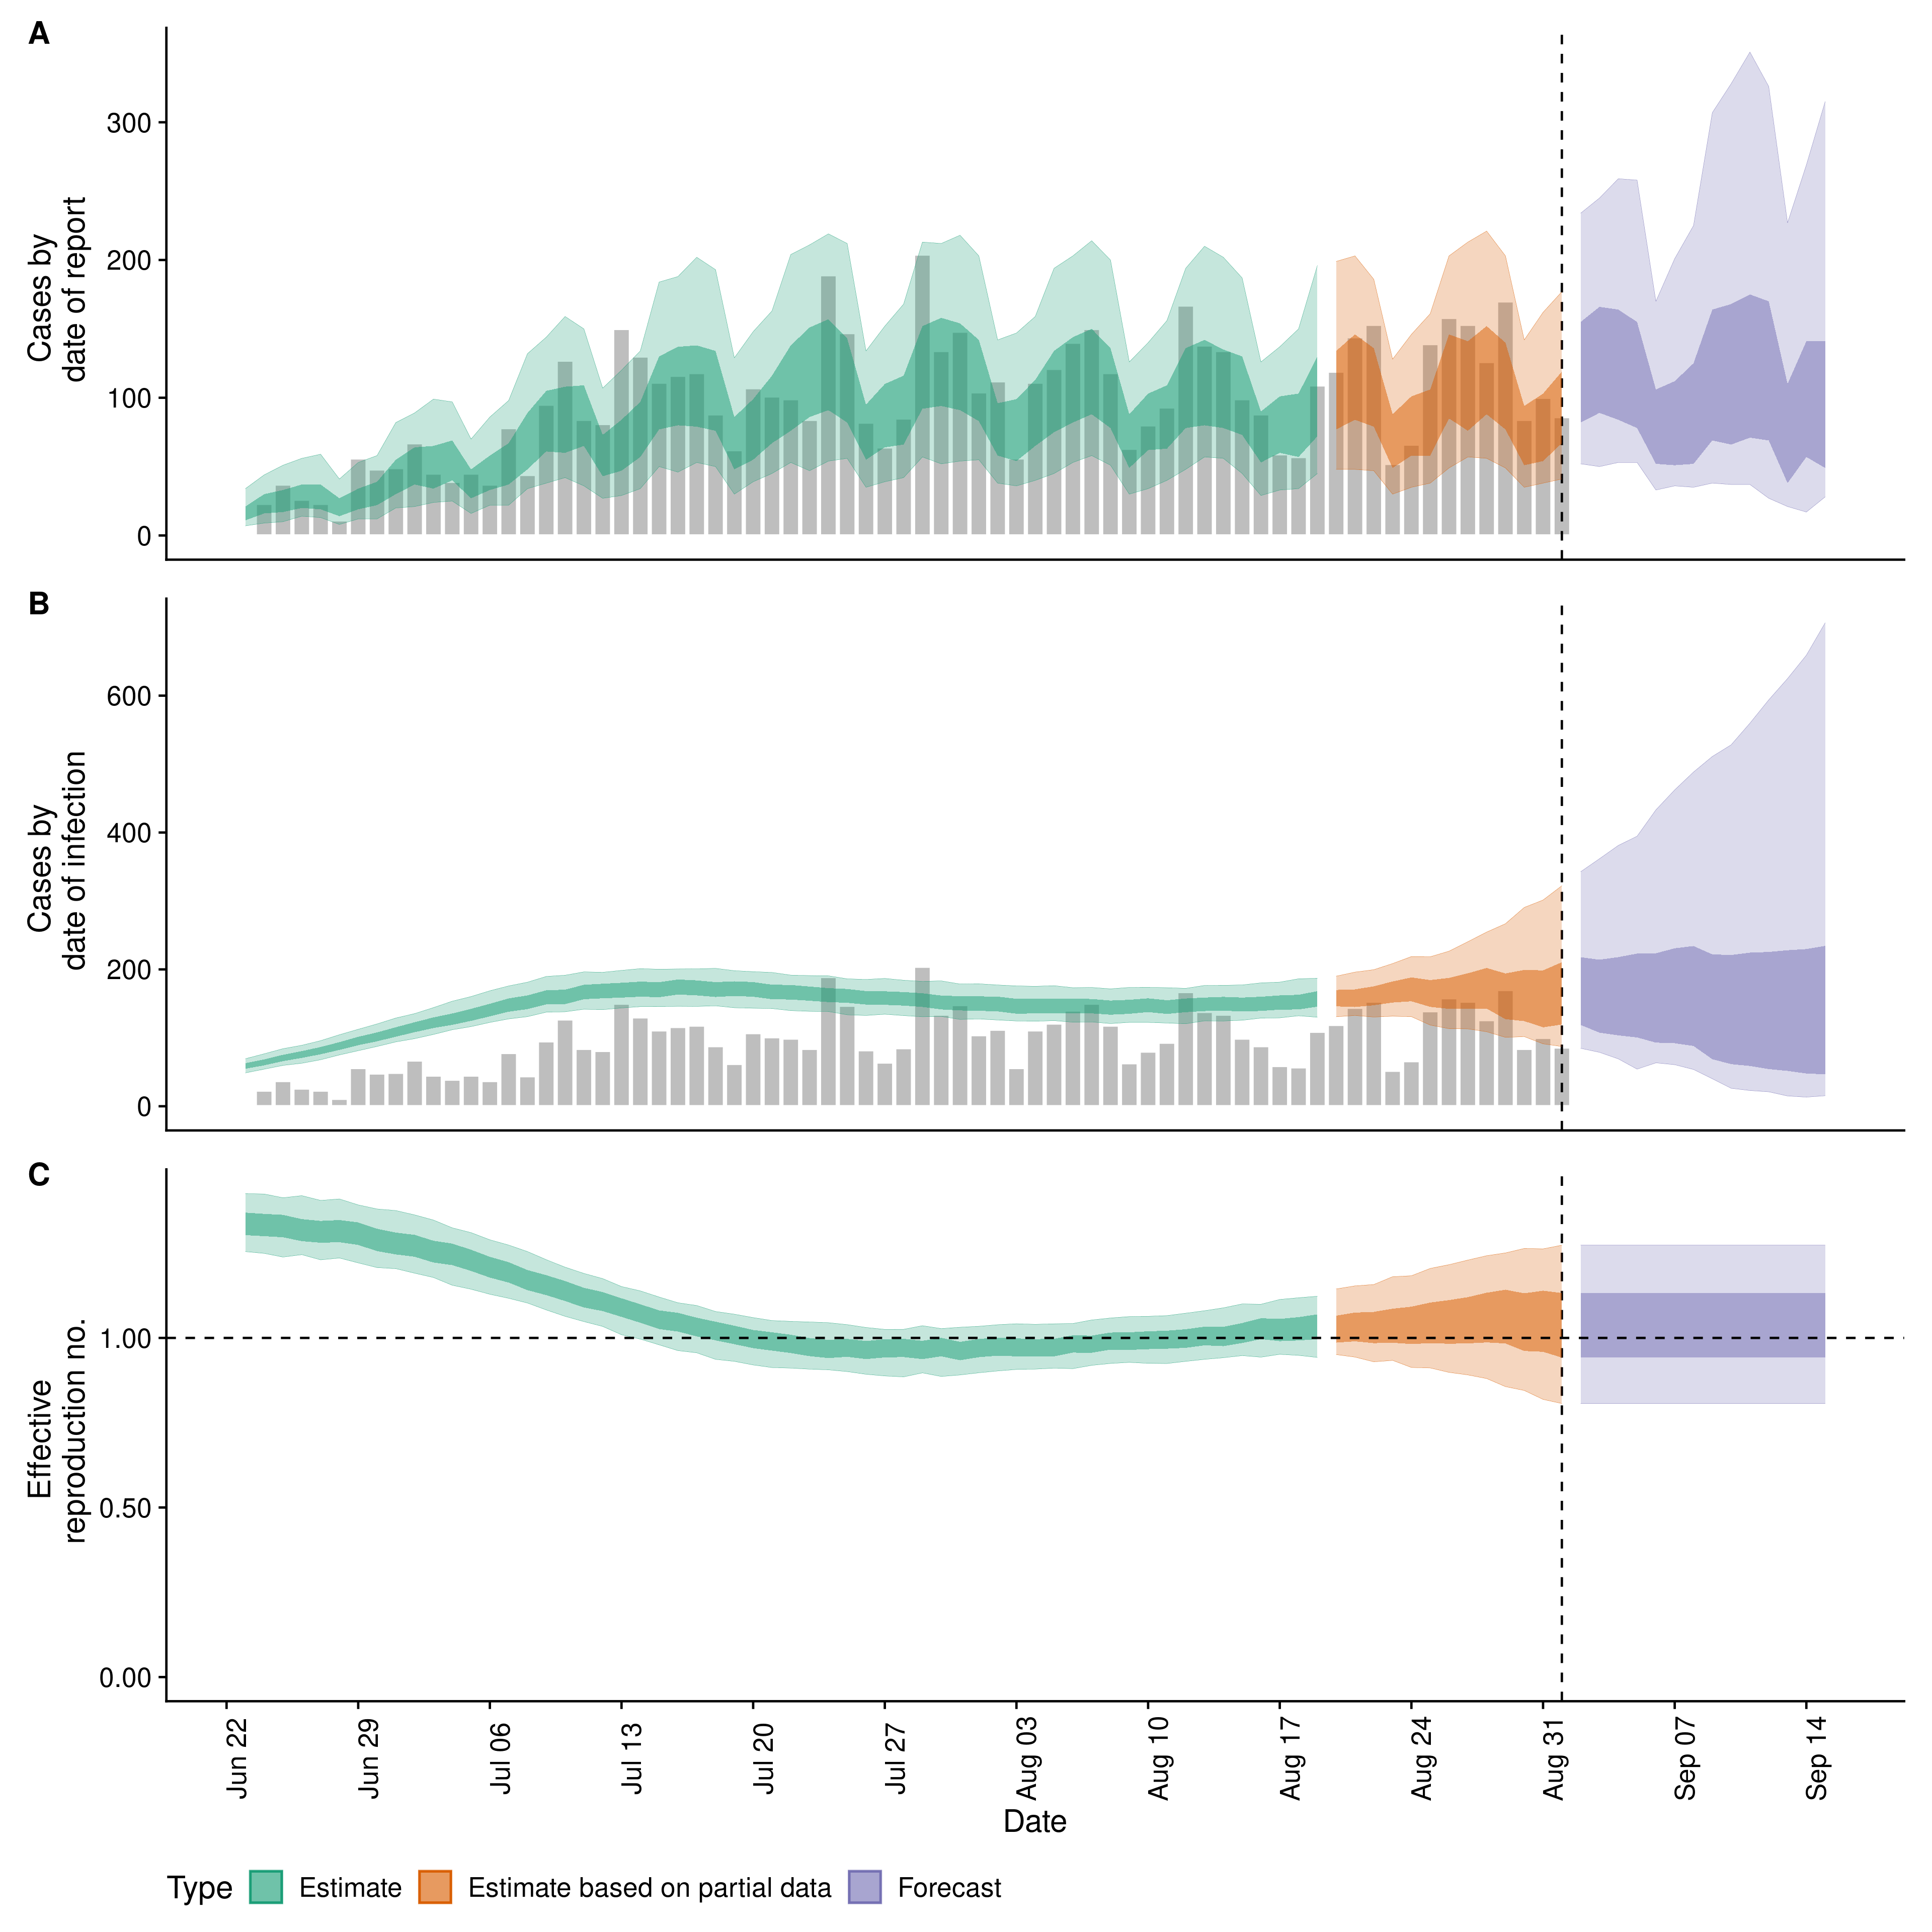 A
Cases by
date of report
300
200
100
0
B
Cases by
date of infection
600
400
200
0
C
Effective
reproduction no.
1.00
0.50
0.00
Jun 22
Jun 29
Jul 06
Jul 13
Jul 20
Jul 27
Aug 03
Aug 10
Aug 17
Aug 24
Aug 31
Sep 07
Sep 14
Date
Type Estimate Estimate based on partial data Forecast